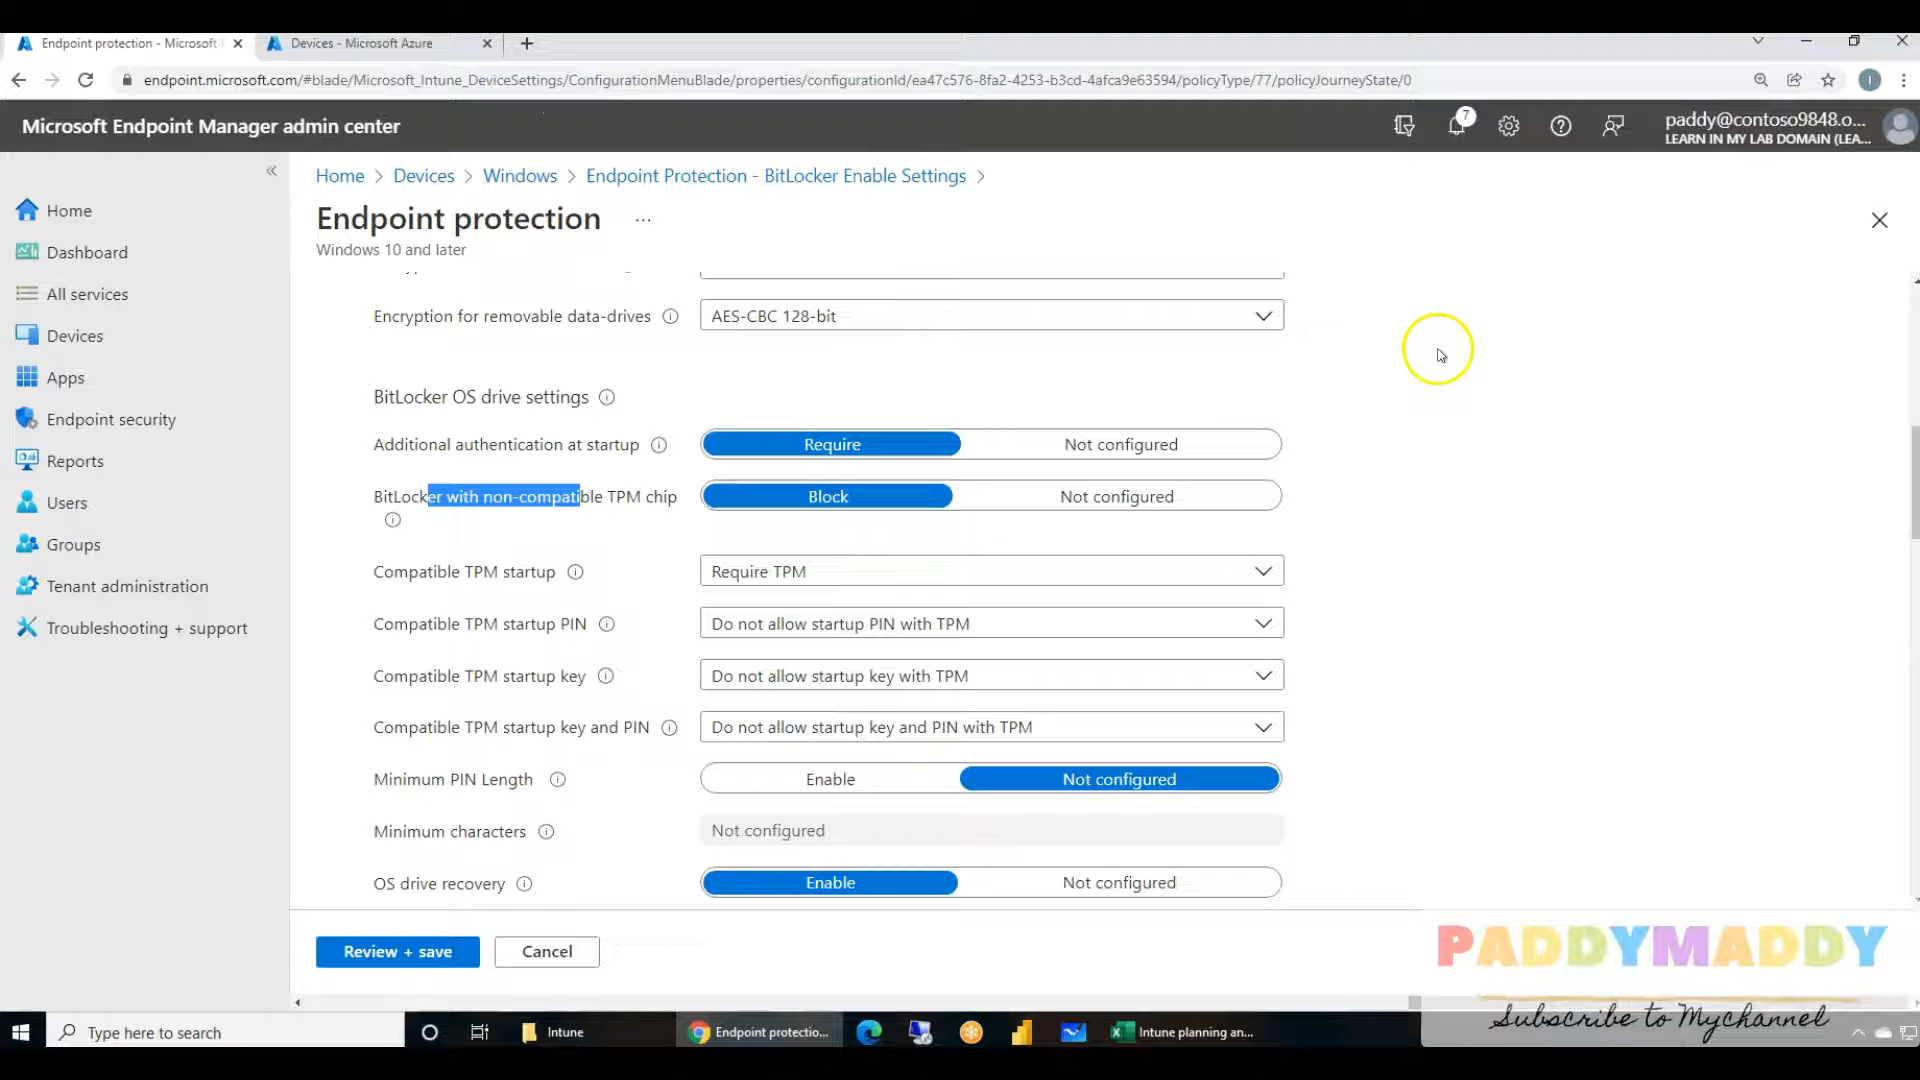 Endpoint protection - Microsoft
Devices - Microsoft Azure
endpoint.microsoft.com/#blade/Microsoft_Intune_DeviceSettings/ConfigurationMenuBlade/properties/configurationId/ea47c576-8fa2-4253-b3cd-4afca9e63594/policyType/77/policyJourneyState/0
I
Microsoft Endpoint Manager admin center
7
paddy@contoso9848.o...
LEARN IN MY LAB DOMAIN (LEA...
Home > Devices > Windows > Endpoint Protection - BitLocker Enable Settings >
Endpoint protection ...
Windows 10 and later
Home
Dashboard
All services
Devices
Apps
Endpoint security
Reports
Users
Groups
Tenant administration
Troubleshooting + support
Encryption for removable data-drives AES-CBC 128-bit
BitLocker OS drive settings
Additional authentication at startup Require Not configured
BitLocker with non-compatible TPM chip Block Not configured
Compatible TPM startup Require TPM
Compatible TPM startup PIN Do not allow startup PIN with TPM
Compatible TPM startup key Do not allow startup key with TPM
Compatible TPM startup key and PIN Do not allow startup key and PIN with TPM
Minimum PIN Length Enable Not configured
Minimum characters Not configured
OS drive recovery Enable Not configured
Review + save Cancel
PADDYMADDY
Subscribe to Mychannel
Type here to search
Intune
Endpoint protectio...
Intune planning an...